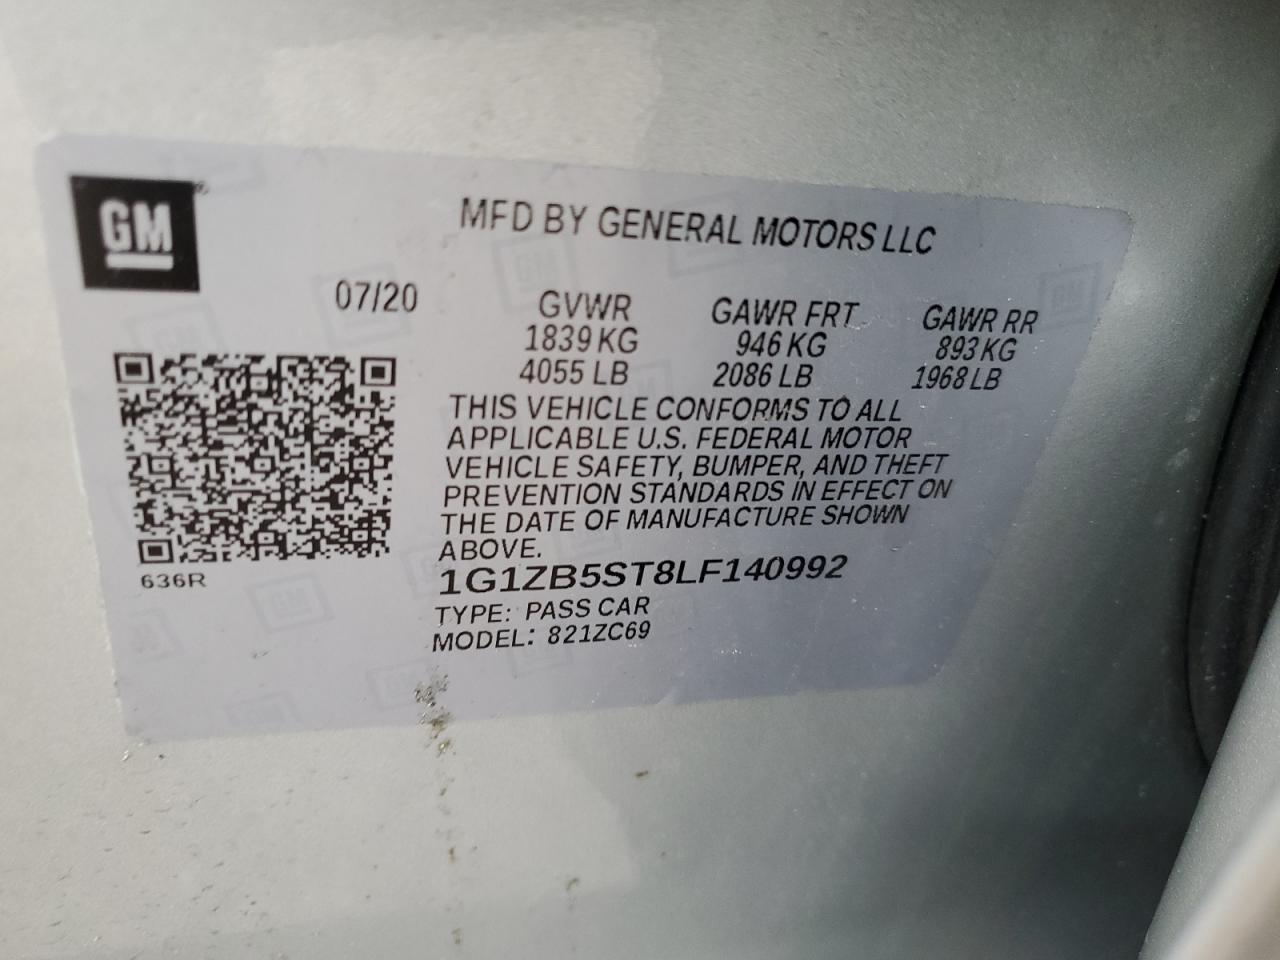 GM
MFD BY GENERAL MOTORS LLC
07/20
GVWR GAWR FRT GAWR RR
1839 KG 946 KG 893 KG
4055 LB 2086 LB 1968 LB
THIS VEHICLE CONFORMS TO ALL
APPLICABLE U.S. FEDERAL MOTOR
VEHICLE SAFETY, BUMPER, AND THEFT
PREVENTION STANDARDS IN EFFECT ON
THE DATE OF MANUFACTURE SHOWN
ABOVE.
1G1ZB5ST8LF140992
636R
TYPE: PASS CAR
MODEL: 821ZC69